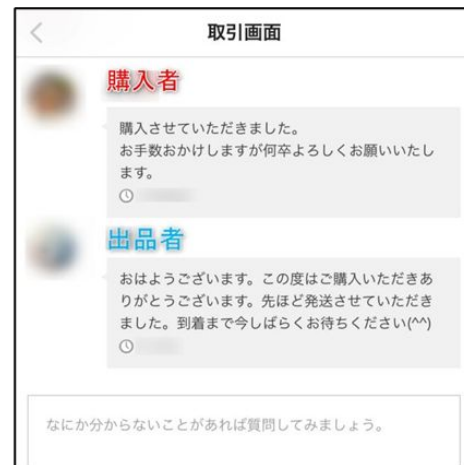 取引画面
購入者
購入させていただきました。
お手数おかけしますが何卒よろしくお願いいたし
ます。
出品者
おはようございます。この度はご購入いただきあ
りがとうございます。先ほど発送させていただき
ました。到着まで今しばらくお待ちください(^^)
なにか分からないことがあれば質問してみましょう。